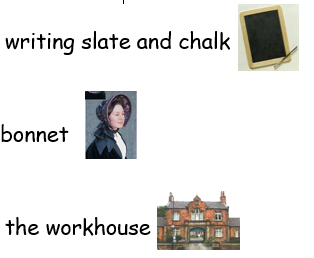 writing slate and chalk
bonnet
the workhouse